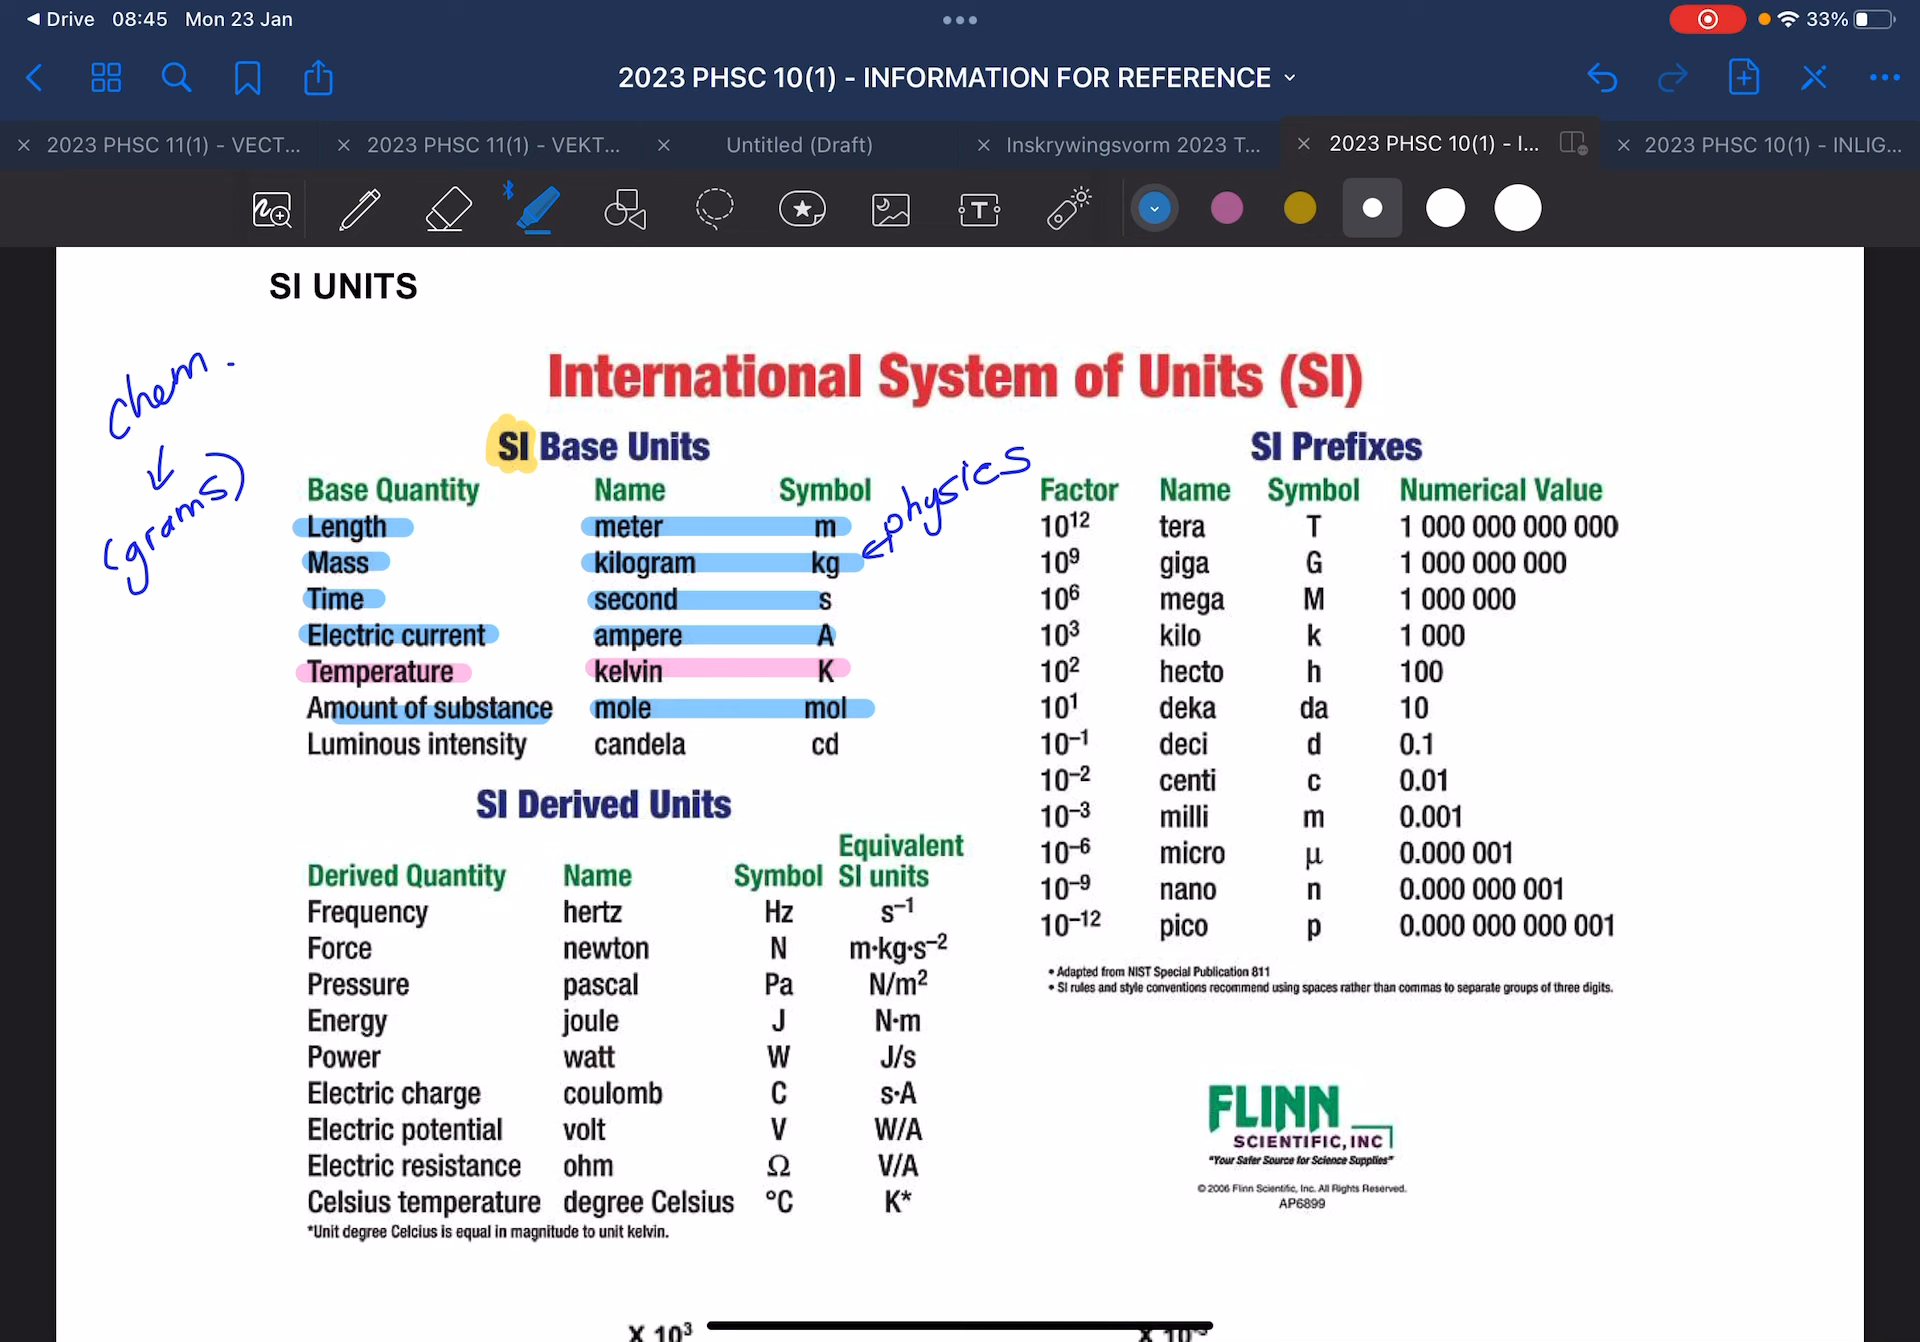 Drive 08:45 Mon 23 Jan
33%
2023 PHSC 10(1) - INFORMATION FOR REFERENCE
2023 PHSC 11(1) - VECT...
2023 PHSC 11(1) - VEKT...
Untitled (Draft)
Inskrywingsvorm 2023 T...
2023 PHSC 10(1) - I...
2023 PHSC 10(1) - INLIG...
SI UNITS
International System of Units (SI)
chem.
(grams)
SI Base Units
Base Quantity Name Symbol
physics
Length meter m
Mass kilogram kg
Time second s
Electric current ampere A
Temperature kelvin K
Amount of substance mole mol
Luminous intensity candela cd
SI Derived Units
Derived Quantity Name Symbol Equivalent SI units
Frequency hertz Hz s⁻¹
Force newton N m·kg·s⁻²
Pressure pascal Pa N/m²
Energy joule J N·m
Power watt W J/s
Electric charge coulomb C s·A
Electric potential volt V W/A
Electric resistance ohm Ω V/A
Celsius temperature degree Celsius °C K*
*Unit degree Celcius is equal in magnitude to unit kelvin.
SI Prefixes
Factor Name Symbol Numerical Value
10¹² tera T 1 000 000 000 000
10⁹ giga G 1 000 000 000
10⁶ mega M 1 000 000
10³ kilo k 1 000
10² hecto h 100
10¹ deka da 10
10⁻¹ deci d 0.1
10⁻² centi c 0.01
10⁻³ milli m 0.001
10⁻⁶ micro µ 0.000 001
10⁻⁹ nano n 0.000 000 001
10⁻¹² pico p 0.000 000 000 001
• Adapted from NIST Special Publication 811
• SI rules and style conventions recommend using spaces rather than commas to separate groups of three digits.
FLINN
SCIENTIFIC, INC
"Your Safer Source for Science Supplies"
© 2006 Flinn Scientific, Inc. All Rights Reserved.
AP6899
X 10³